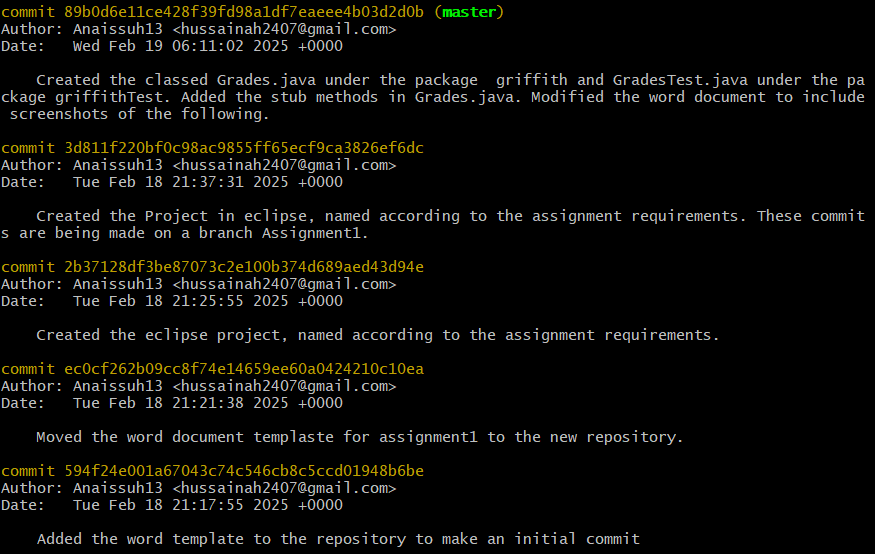 commit 89b0d6e11ce428f39fd98a1df7eaeee4b03d2d0b (master)
Author: Anaissuh13 <hussainah2407@gmail.com>
Date:   Wed Feb 19 06:11:02 2025 +0000
    Created the classed Grades.java under the package  griffith and GradesTest.java under the pa
ckage griffithTest. Added the stub methods in Grades.java. Modified the word document to include
 screenshots of the following.
commit 3d811f220bf0c98ac9855ff65ecf9ca3826ef6dc
Author: Anaissuh13 <hussainah2407@gmail.com>
Date:   Tue Feb 18 21:37:31 2025 +0000
    Created the Project in eclipse, named according to the assignment requirements. These commit
s are being made on a branch Assignment1.
commit 2b37128df3be87073c2e100b374d689aed43d94e
Author: Anaissuh13 <hussainah2407@gmail.com>
Date:   Tue Feb 18 21:25:55 2025 +0000
    Created the eclipse project, named according to the assignment requirements.
commit ec0cf262b09cc8f74e14659ee60a0424210c10ea
Author: Anaissuh13 <hussainah2407@gmail.com>
Date:   Tue Feb 18 21:21:38 2025 +0000
    Moved the word document templaste for assignment1 to the new repository.
commit 594f24e001a67043c74c546cb8c5ccd01948b6be
Author: Anaissuh13 <hussainah2407@gmail.com>
Date:   Tue Feb 18 21:17:55 2025 +0000
    Added the word template to the repository to make an initial commit